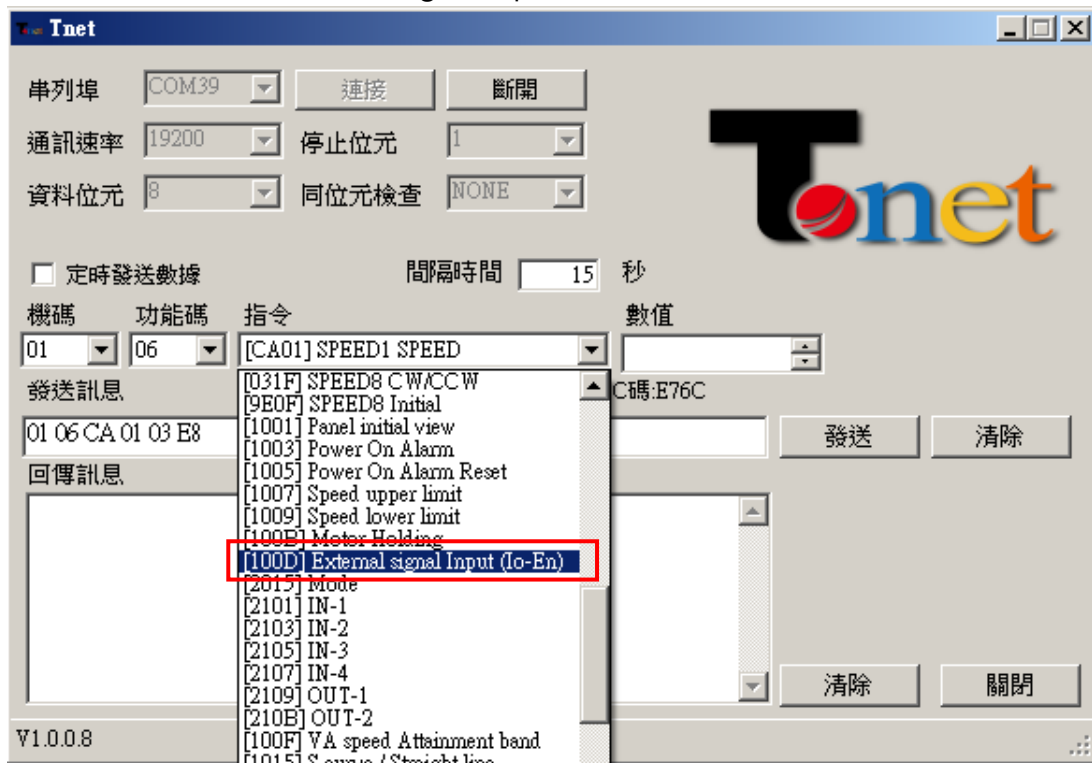 Tnet
串列埠 COM39 連接 斷開
通訊速率 19200 停止位元 1
資料位元 8 同位元檢查 NONE
Tonet
定時發送數據 間隔時間 15 秒
機碼 功能碼 指令 數值
01 06 [CA01] SPEED1 SPEED
[031F] SPEED8 CW/CCW
發送訊息 C碼:E76C
[9E0F] SPEED8 Initial
[1001] Panel initial view
01 06 CA 01 03 E8 發送 清除
[1003] Power On Alarm
[1005] Power On Alarm Reset
回傳訊息
[1007] Speed upper limit
[1009] Speed lower limit
[100B] Motor Holding
[100D] External signal Input (Io-En)
[2015] Mode
[2101] IN-1
[2103] IN-2
[2105] IN-3
[2107] IN-4
清除 關閉
[2109] OUT-1
[210B] OUT-2
V1.0.0.8
[100F] VA speed Attainment band
[1015] S curve / Straight line